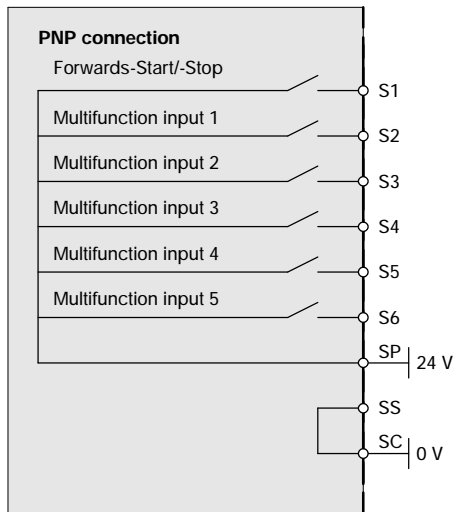 PNP connection
Forwards-Start/-Stop
S1
Multifunction input 1
S2
Multifunction input 2
S3
Multifunction input 3
S4
Multifunction input 4
S5
Multifunction input 5
S6
SP
24 V
SS
SC
0 V